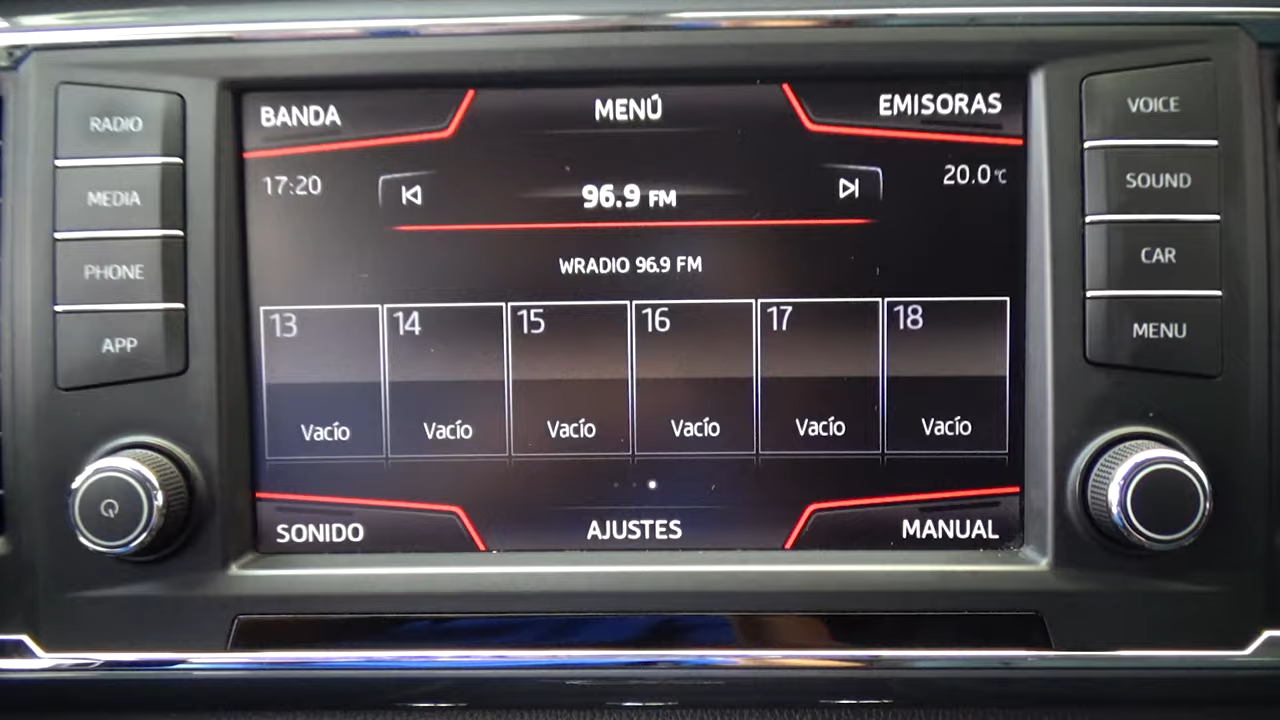 RADIO
MEDIA
PHONE
APP
BANDA
MENÚ
EMISORAS
17:20
96.9 FM
20.0°C
WRADIO 96.9 FM
13
14
15
16
17
18
Vacío
Vacío
Vacío
Vacío
Vacío
Vacío
SONIDO
AJUSTES
MANUAL
VOICE
SOUND
CAR
MENU